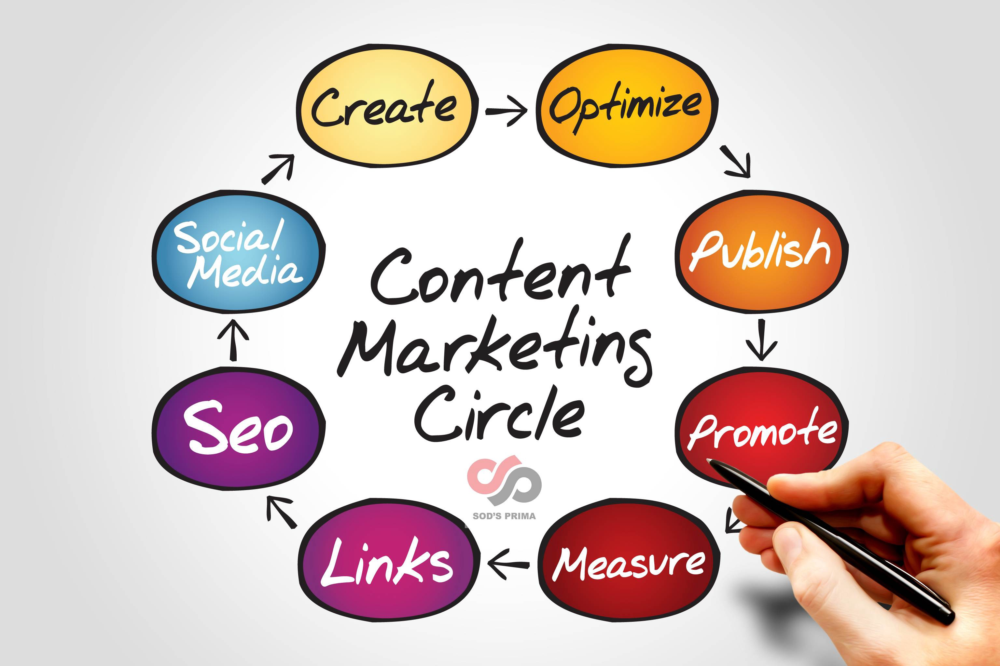 Create
Optimize
Publish
Promote
Measure
Links
Seo
Social
Media
Content
Marketing
Circle
SOD'S PRIMA